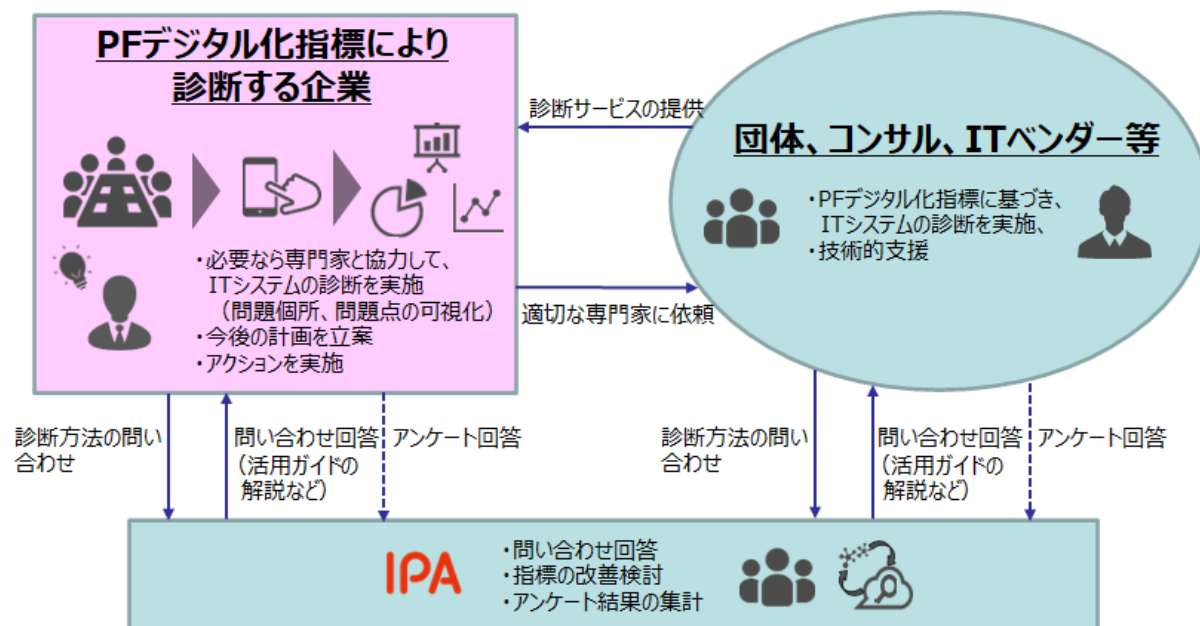 PFデジタル化指標により
診断する企業
・必要なら専門家と協力して、
ITシステムの診断を実施
（問題個所、問題点の可視化）
・今後の計画を立案
・アクションを実施
診断サービスの提供
適切な専門家に依頼
団体、コンサル、ITベンダー等
・PFデジタル化指標に基づき、
ITシステムの診断を実施、
・技術的支援
診断方法の問い
合わせ
問い合わせ回答
（活用ガイドの
解説など）
アンケート回答
診断方法の問い
合わせ
問い合わせ回答
（活用ガイドの
解説など）
アンケート回答
IPA
・問い合わせ回答
・指標の改善検討
・アンケート結果の集計